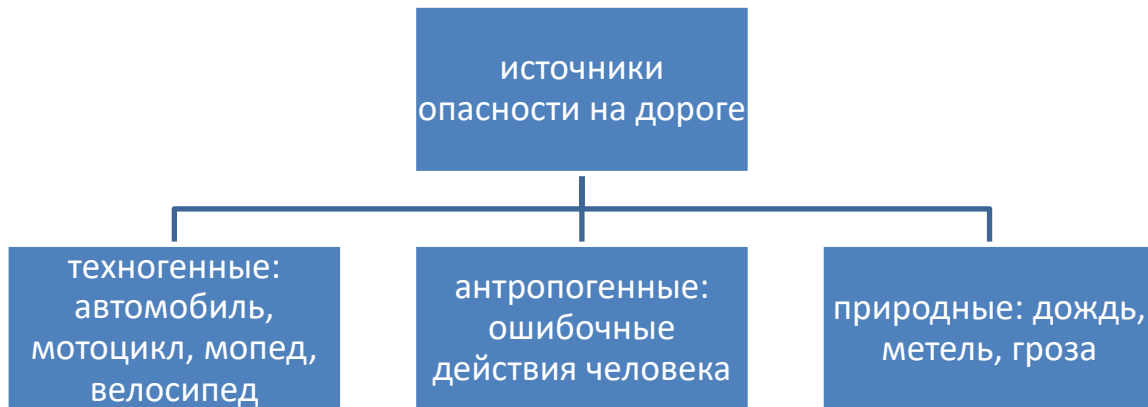 источники
опасности на дороге
техногенные:
автомобиль,
мотоцикл, мопед,
велосипед
антропогенные:
ошибочные
действия человека
природные: дождь,
метель, гроза